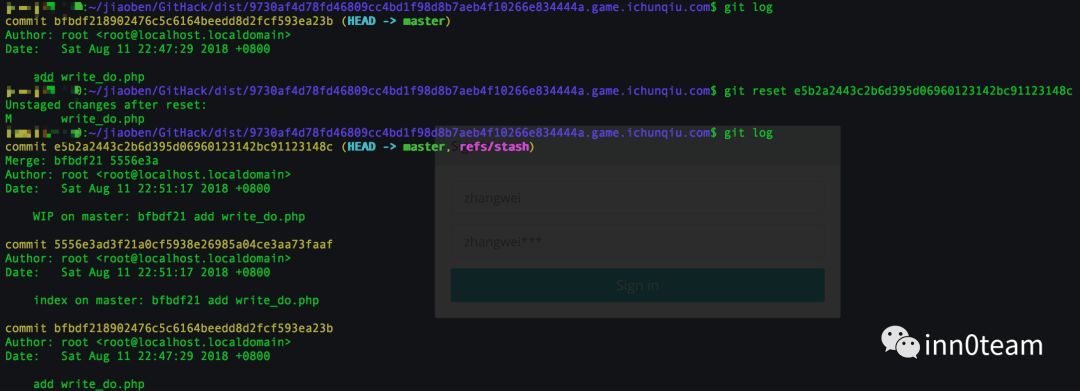 :~/jiaoben/GitHack/dist/9730af4d78fd46809cc4bd1f98d8b7aeb4f10266e834444a.game.ichunqiu.com$ git log
commit bfbdf218902476c5c6164beedd8d2fcf593ea23b (HEAD -> master)
Author: root <root@localhost.localdomain>
Date:   Sat Aug 11 22:47:29 2018 +0800
add write_do.php
:~/jiaoben/GitHack/dist/9730af4d78fd46809cc4bd1f98d8b7aeb4f10266e834444a.game.ichunqiu.com$ git reset e5b2a2443c2b6d395d06960123142bc91123148c
Unstaged changes after reset:
M       write_do.php
:~/jiaoben/GitHack/dist/9730af4d78fd46809cc4bd1f98d8b7aeb4f10266e834444a.game.ichunqiu.com$ git log
commit e5b2a2443c2b6d395d06960123142bc91123148c (HEAD -> master, refs/stash)
Merge: bfbdf21 5556e3a
Author: root <root@localhost.localdomain>
Date:   Sat Aug 11 22:51:17 2018 +0800
WIP on master: bfbdf21 add write_do.php
commit 5556e3ad3f21a0cf5938e26985a04ce3aa73faaf
Author: root <root@localhost.localdomain>
Date:   Sat Aug 11 22:51:17 2018 +0800
index on master: bfbdf21 add write_do.php
commit bfbdf218902476c5c6164beedd8d2fcf593ea23b
Author: root <root@localhost.localdomain>
Date:   Sat Aug 11 22:47:29 2018 +0800
add write_do.php
zhangwei
zhangwei***
Sign in
inn0team